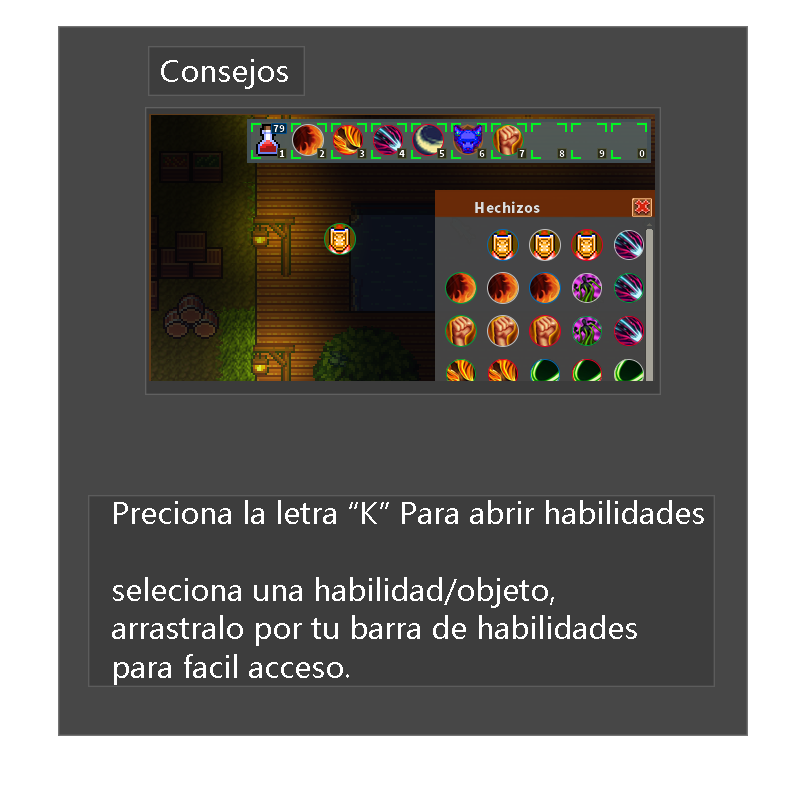 Consejos
79
1 2 3 4 5 6 7 8 9 0
Hechizos
Preciona la letra “K” Para abrir habilidades
seleciona una habilidad/objeto,
arrastralo por tu barra de habilidades
para facil acceso.